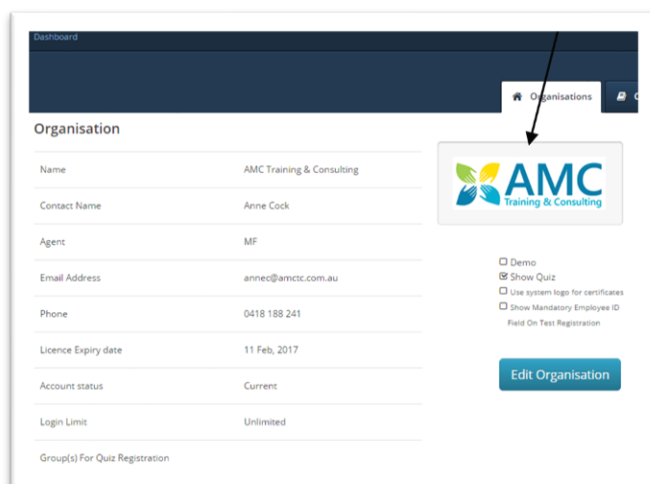 Dashboard
Organisations
Organisation
Name AMC Training & Consulting
Contact Name Anne Cock
Agent MF
Email Address annec@amctc.com.au
Phone 0418 188 241
Licence Expiry date 11 Feb, 2017
Account status Current
Login Limit Unlimited
Group(s) For Quiz Registration
AMC
Training & Consulting
Demo
Show Quiz
Use system logo for certificates
Show Mandatory Employee ID
Field On Test Registration
Edit Organisation